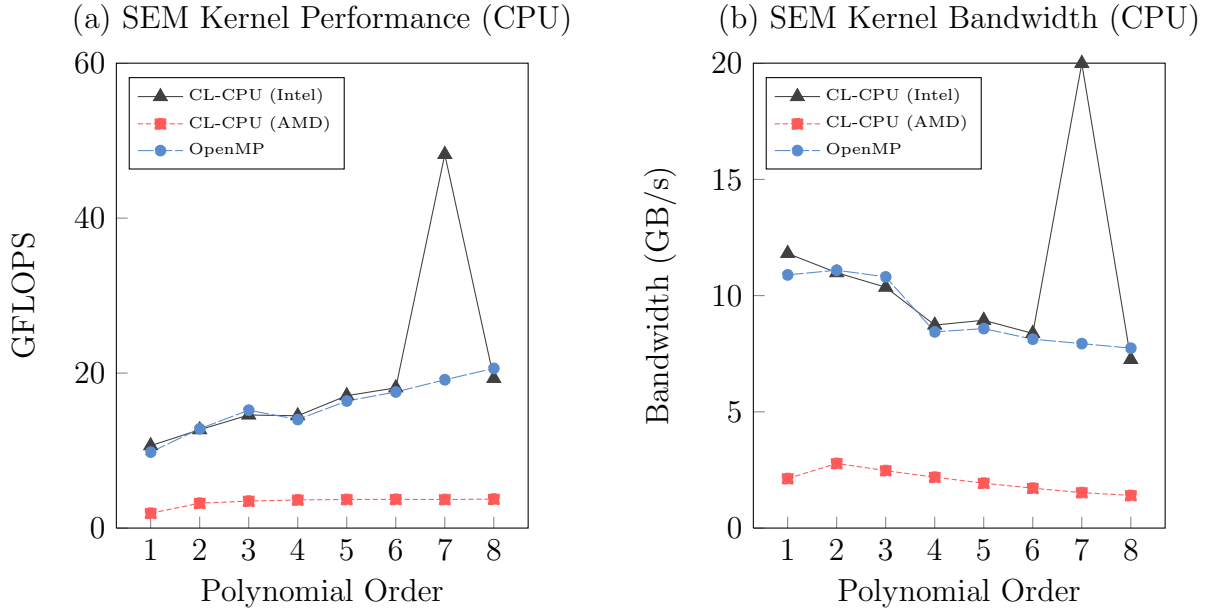 (a) SEM Kernel Performance (CPU)
60
40
20
0
GFLOPS
CL-CPU (Intel)
CL-CPU (AMD)
OpenMP
1 2 3 4 5 6 7 8
Polynomial Order
(b) SEM Kernel Bandwidth (CPU)
20
15
10
5
0
Bandwidth (GB/s)
CL-CPU (Intel)
CL-CPU (AMD)
OpenMP
1 2 3 4 5 6 7 8
Polynomial Order